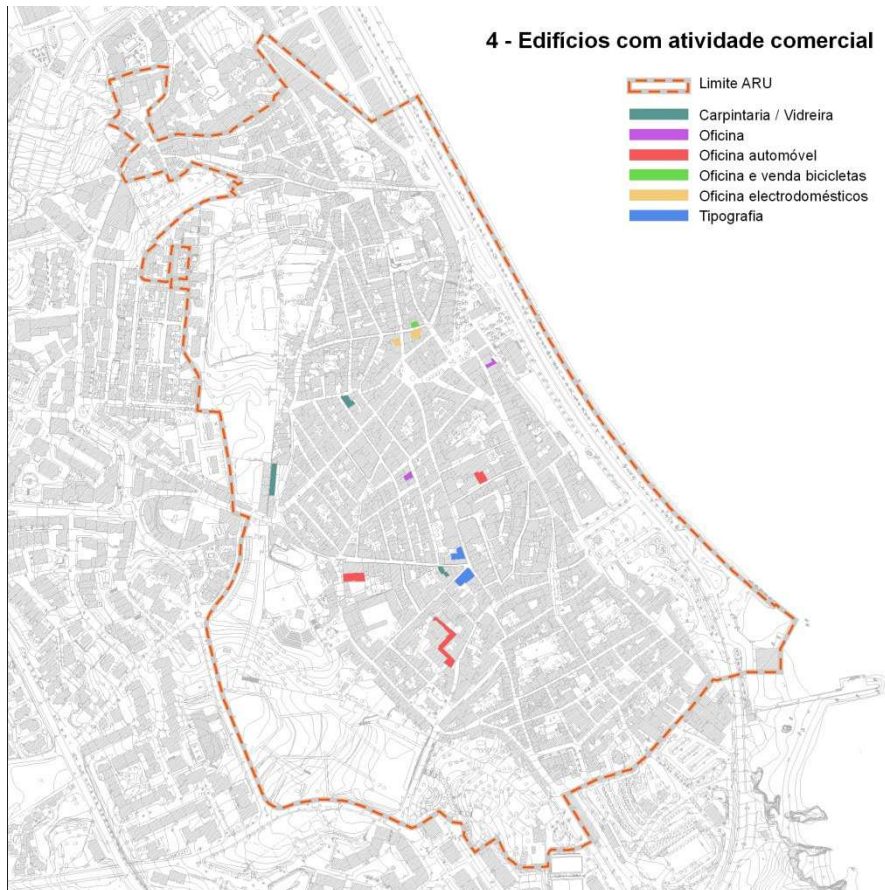 4 - Edifícios com atividade comercial
Limite ARU
Carpintaria / Vidreira
Oficina
Oficina automóvel
Oficina e venda bicicletas
Oficina electrodomésticos
Tipografia